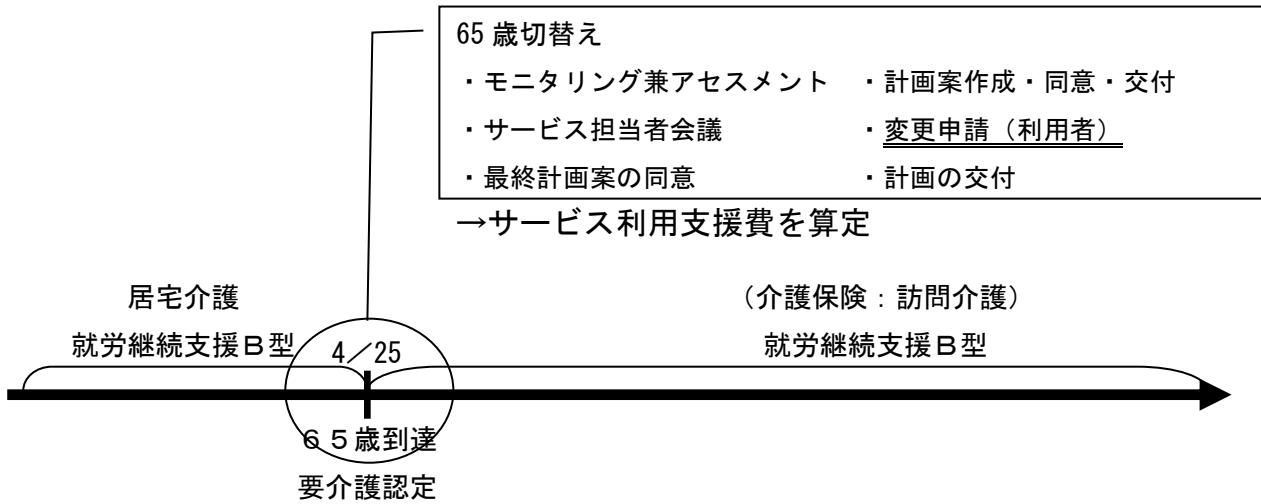 65 歳切替え
・モニタリング兼アセスメント ・計画案作成・同意・交付
・サービス担当者会議 ・変更申請（利用者）
・最終計画案の同意 ・計画の交付
→サービス利用支援費を算定
居宅介護 （介護保険：訪問介護）
就労継続支援Ｂ型 4／25 就労継続支援Ｂ型
６５歳到達
要介護認定